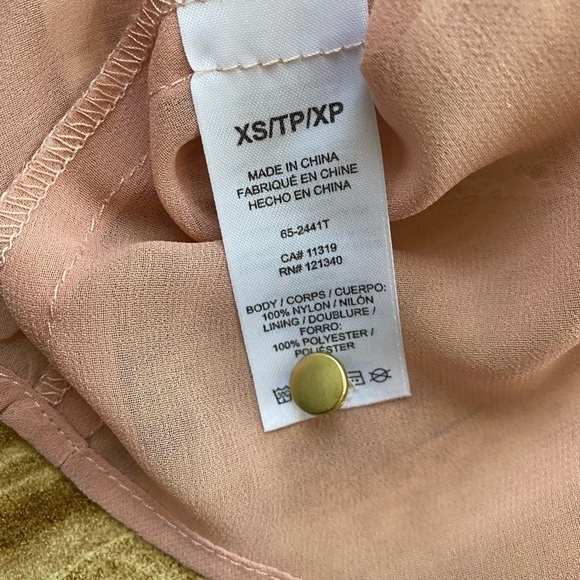 XS/TP/XP
MADE IN CHINA
FABRIQUÉ EN CHINE
HECHO EN CHINA
65-2441T
CA# 11319
RN# 121340
BODY / CORPS / CUERPO:
100% NYLON / NILÓN
LINING / DOUBLURE /
FORRO:
100% POLYESTER /
POLIÉSTER